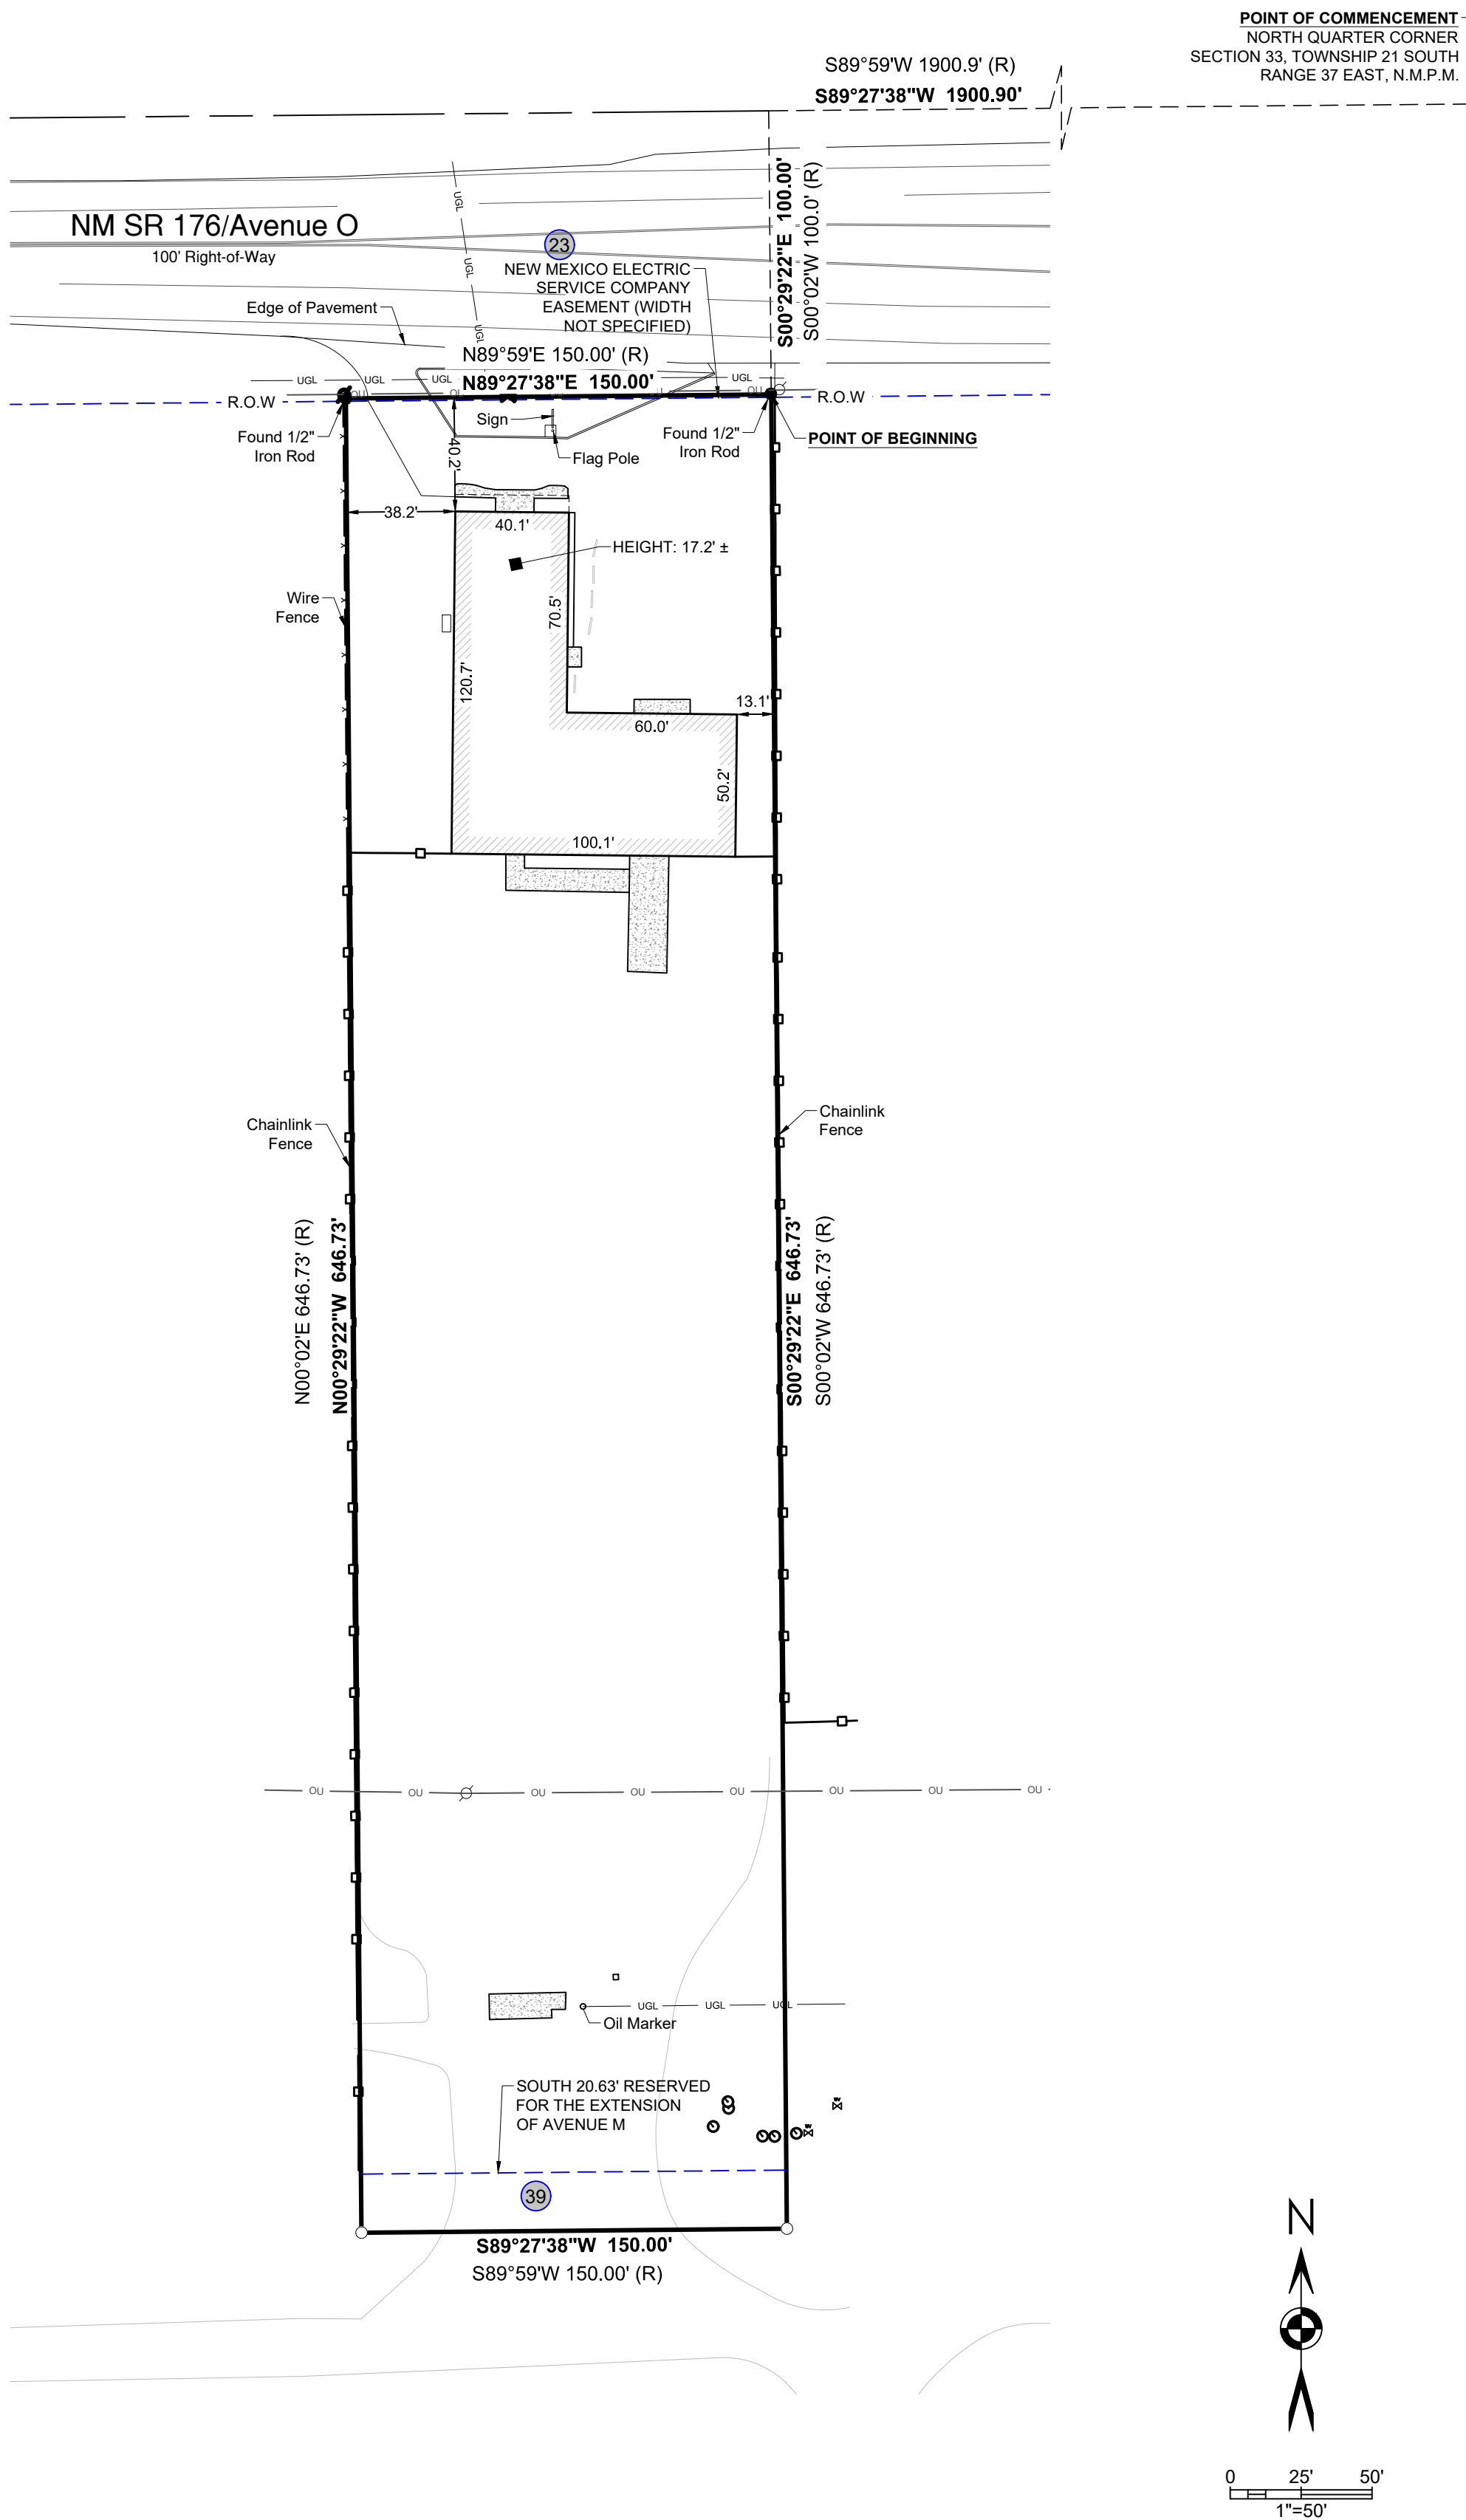 POINT OF COMMENCEMENT
NORTH QUARTER CORNER
SECTION 33, TOWNSHIP 21 SOUTH
RANGE 37 EAST, N.M.P.M.
S89°59'W 1900.9' (R)
S89°27'38"W 1900.90'
S00°29'22"E 100.00'
S00°02'W 100.0' (R)
UGL
UGL
UGL
NM SR 176/Avenue O
100' Right-of-Way
23
NEW MEXICO ELECTRIC
SERVICE COMPANY
EASEMENT (WIDTH
NOT SPECIFIED)
Edge of Pavement
N89°59'E 150.00' (R)
N89°27'38"E 150.00'
UGL
UGL
UGL
UGL
OU
OU
OU
R.O.W
R.O.W
Found 1/2"
Iron Rod
Sign
Flag Pole
Found 1/2"
Iron Rod
POINT OF BEGINNING
40.2'
38.2'
40.1'
HEIGHT: 17.2' ±
Wire
Fence
70.5'
120.7'
13.1'
60.0'
50.2'
100.1'
Chainlink
Fence
Chainlink
Fence
N00°02'E 646.73' (R)
N00°29'22"W 646.73'
S00°29'22"E 646.73'
S00°02'W 646.73' (R)
OU
OU
OU
OU
OU
OU
OU
OU
UGL
UGL
UGL
Oil Marker
SOUTH 20.63' RESERVED
FOR THE EXTENSION
OF AVENUE M
39
S89°27'38"W 150.00'
S89°59'W 150.00' (R)
N
0 25' 50'
1"=50'